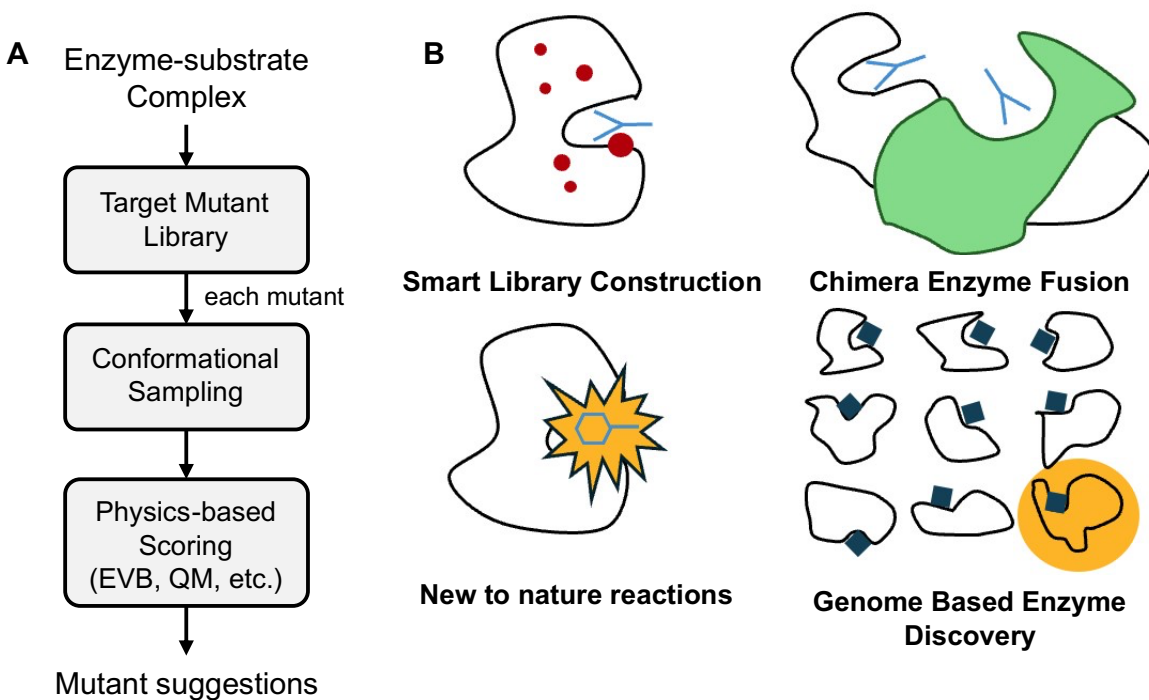 A
Enzyme-substrate
Complex
Target Mutant
Library
each mutant
Conformational
Sampling
Physics-based
Scoring
(EVB, QM, etc.)
Mutant suggestions
B
Smart Library Construction
Chimera Enzyme Fusion
New to nature reactions
Genome Based Enzyme
Discovery